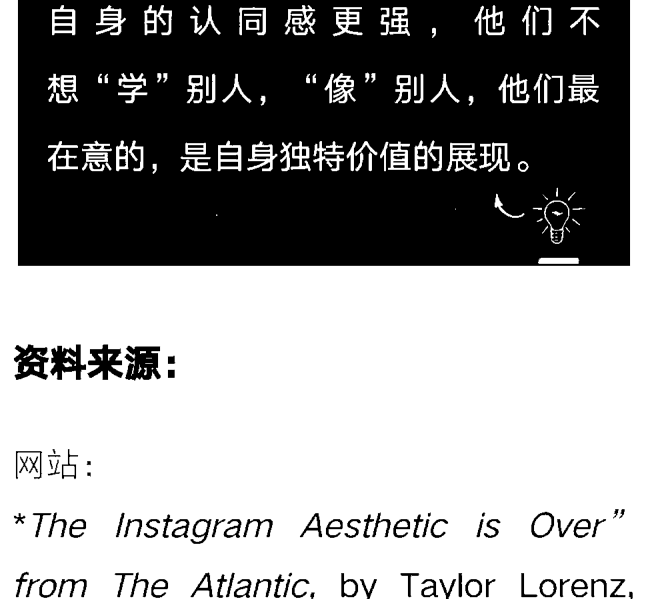 自身的认同感更强，他们不
想“学”别人，“像”别人，他们最
在意的，是自身独特价值的展现。
资料来源：
网站：
*The Instagram Aesthetic is Over”
from The Atlantic, by Taylor Lorenz,